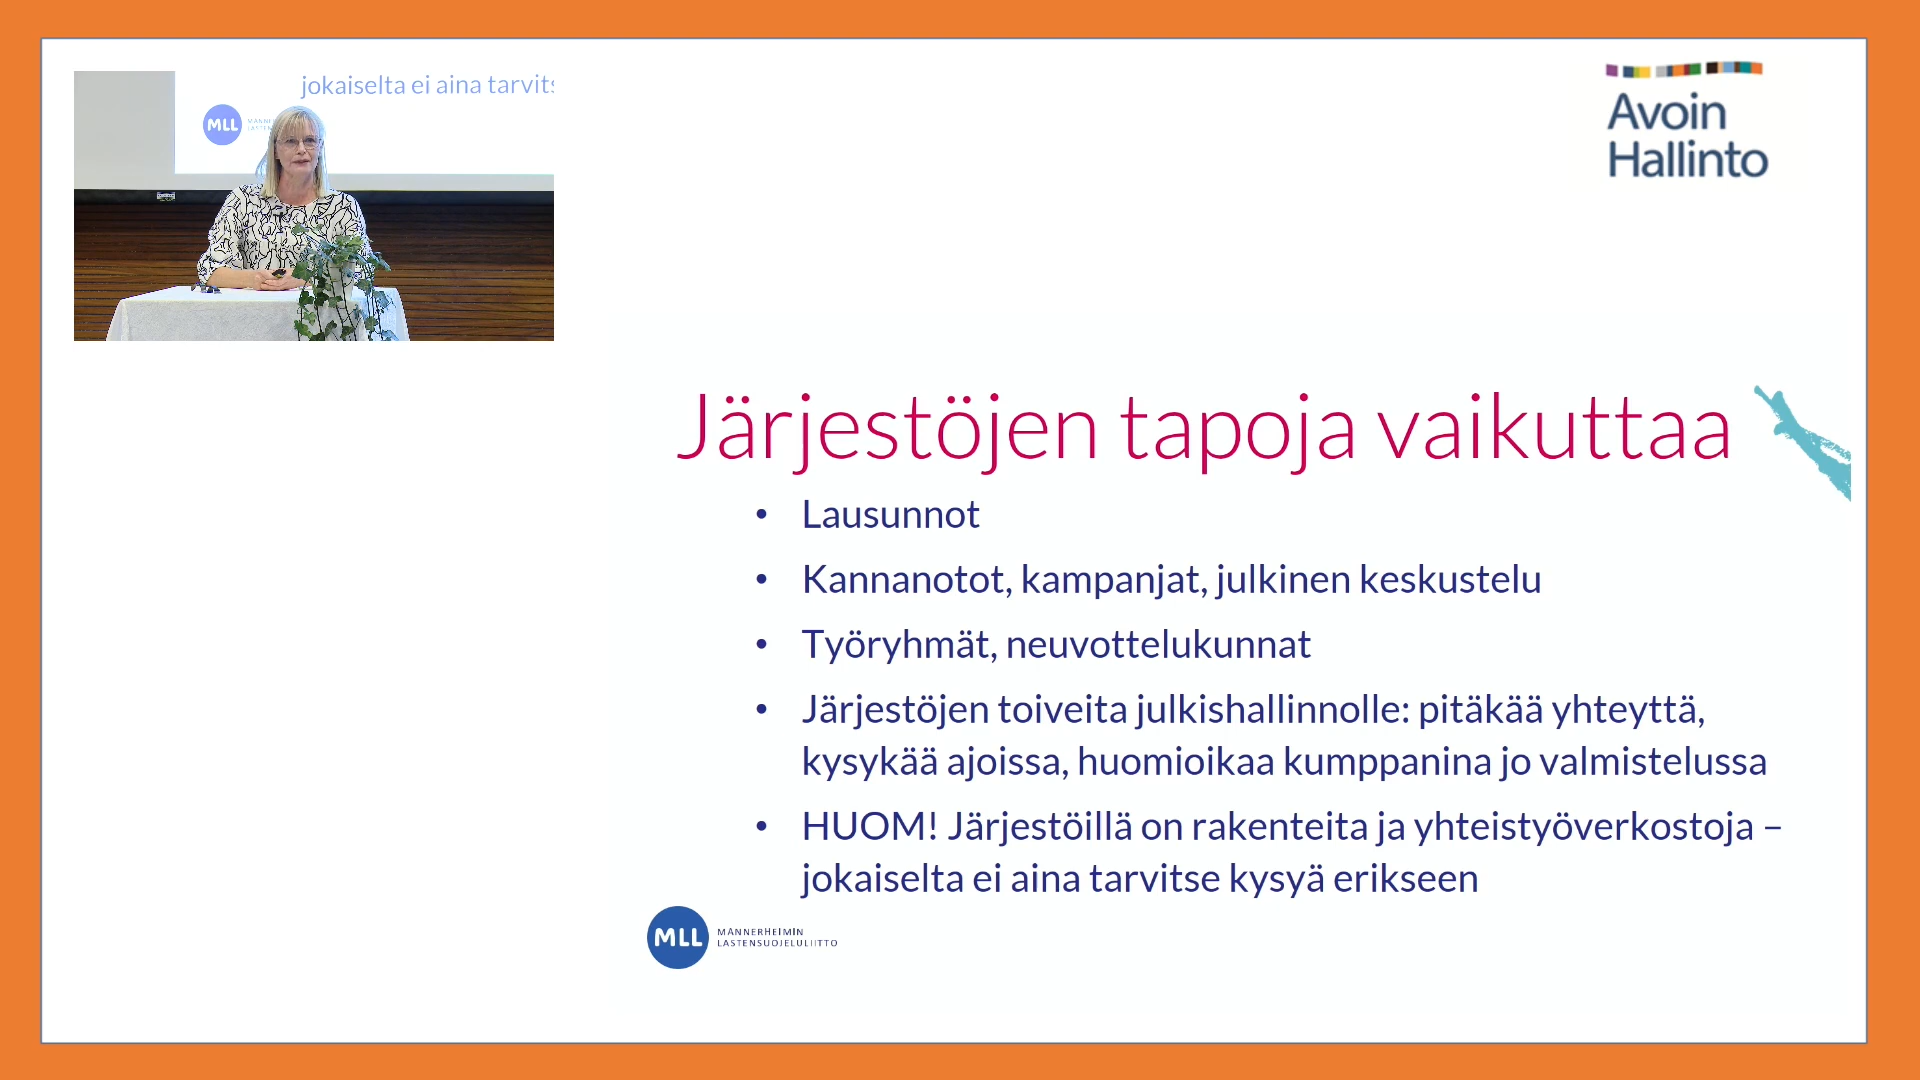 jokaiselta ei aina tarvits
MLL
Avoin
Hallinto
Järjestöjen tapoja vaikuttaa
• Lausunnot
• Kannanotot, kampanjat, julkinen keskustelu
• Työryhmät, neuvottelukunnat
• Järjestöjen toiveita julkishallinnolle: pitäkää yhteyttä,
kysykää ajoissa, huomioikaa kumppanina jo valmistelussa
• HUOM! Järjestöillä on rakenteita ja yhteistyöverkostoja –
jokaiselta ei aina tarvitse kysyä erikseen
MLL MANNERHEIMIN
LASTENSUOJELULIITTO